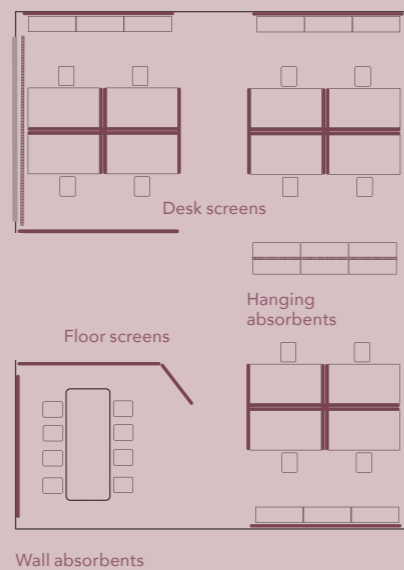 Desk screens
Hanging
absorbents
Floor screens
Wall absorbents